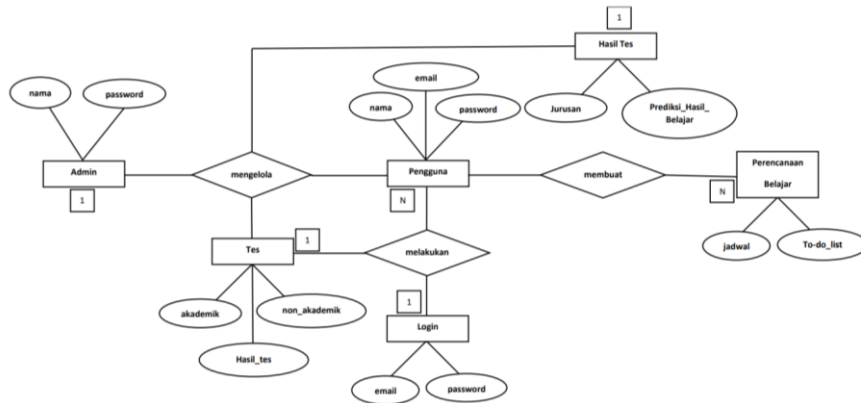 1
Hasil Tes
email
nama
password
nama
password
Jurusan
Prediksi_Hasil_
Belajar
Admin
mengelola
Pengguna
membuat
Perencanaan
Belajar
1
N
N
Tes
1
melakukan
jadwal
To-do_list
akademik
non_akademik
1
Login
Hasil_tes
email
password